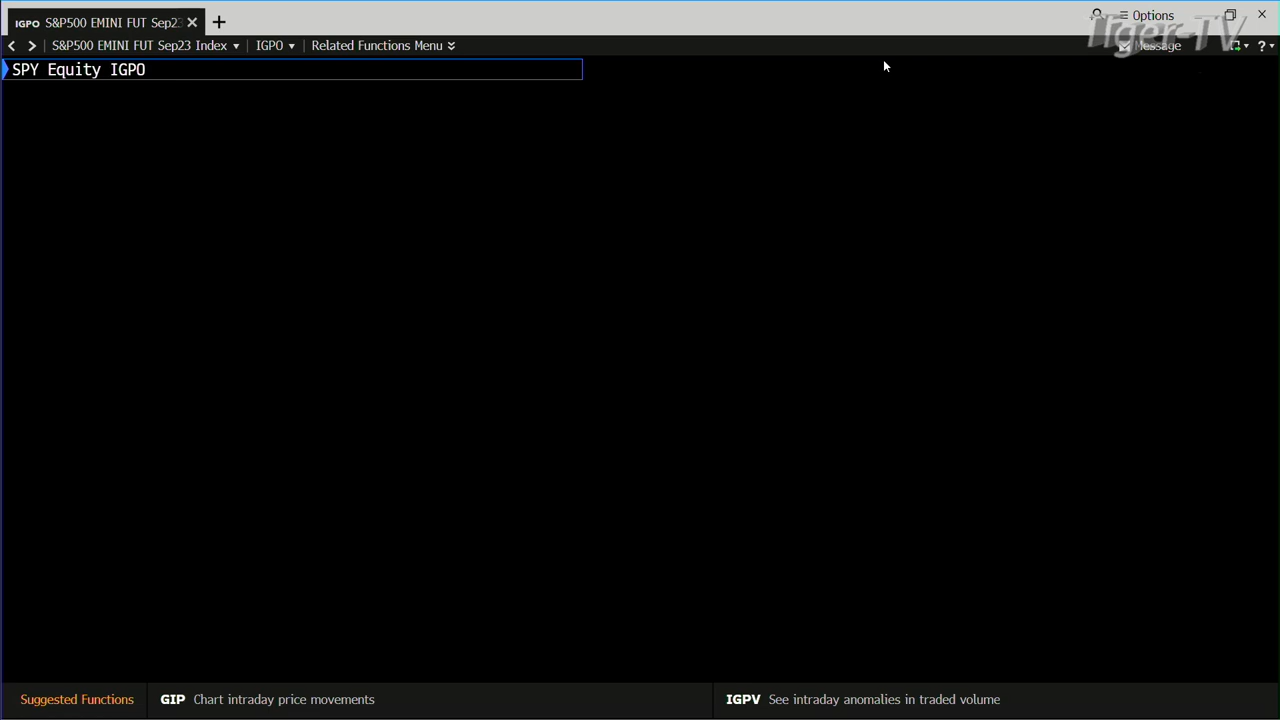 IGPO S&P500 EMINI FUT Sep23
Options
Tiger-TV
S&P500 EMINI FUT Sep23 Index
IGPO
Related Functions Menu
Message
?
SPY Equity IGPO
Suggested Functions
GIP Chart intraday price movements
IGPV See intraday anomalies in traded volume